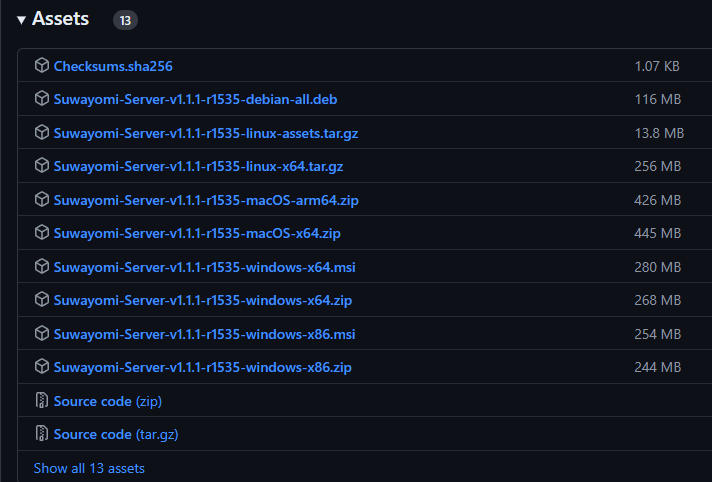 Assets 13
Checksums.sha256 1.07 KB
Suwayomi-Server-v1.1.1-r1535-debian-all.deb 116 MB
Suwayomi-Server-v1.1.1-r1535-linux-assets.tar.gz 13.8 MB
Suwayomi-Server-v1.1.1-r1535-linux-x64.tar.gz 256 MB
Suwayomi-Server-v1.1.1-r1535-macOS-arm64.zip 426 MB
Suwayomi-Server-v1.1.1-r1535-macOS-x64.zip 445 MB
Suwayomi-Server-v1.1.1-r1535-windows-x64.msi 280 MB
Suwayomi-Server-v1.1.1-r1535-windows-x64.zip 268 MB
Suwayomi-Server-v1.1.1-r1535-windows-x86.msi 254 MB
Suwayomi-Server-v1.1.1-r1535-windows-x86.zip 244 MB
Source code (zip)
Source code (tar.gz)
Show all 13 assets